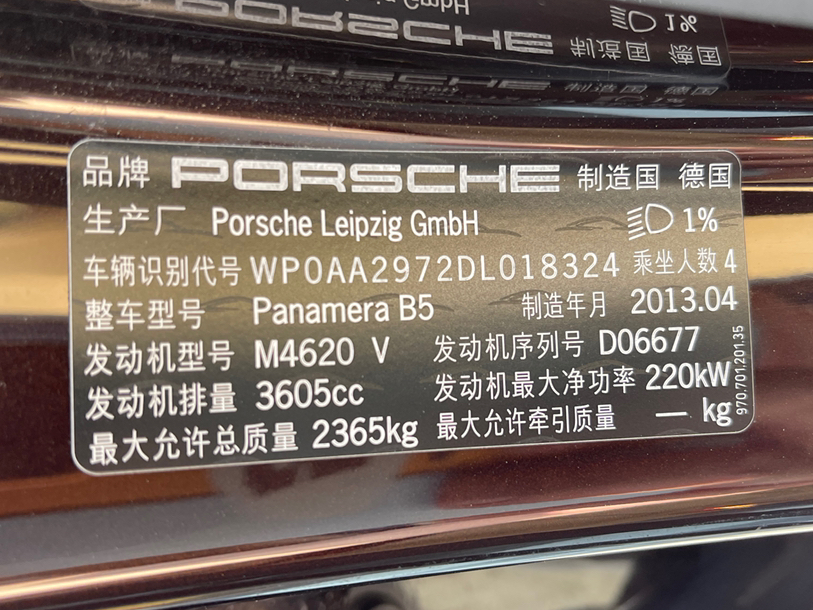 品牌 PORSCHE 制造国 德国
生产厂 Porsche Leipzig GmbH 1%
车辆识别代号 WP0AA2972DL018324 乘坐人数 4
整车型号 Panamera B5 制造年月 2013.04
发动机型号 M4620 V 发动机序列号 D06677
发动机排量 3605cc 发动机最大净功率 220kW
最大允许总质量 2365kg 最大允许牵引质量 — kg
970.701.201.35